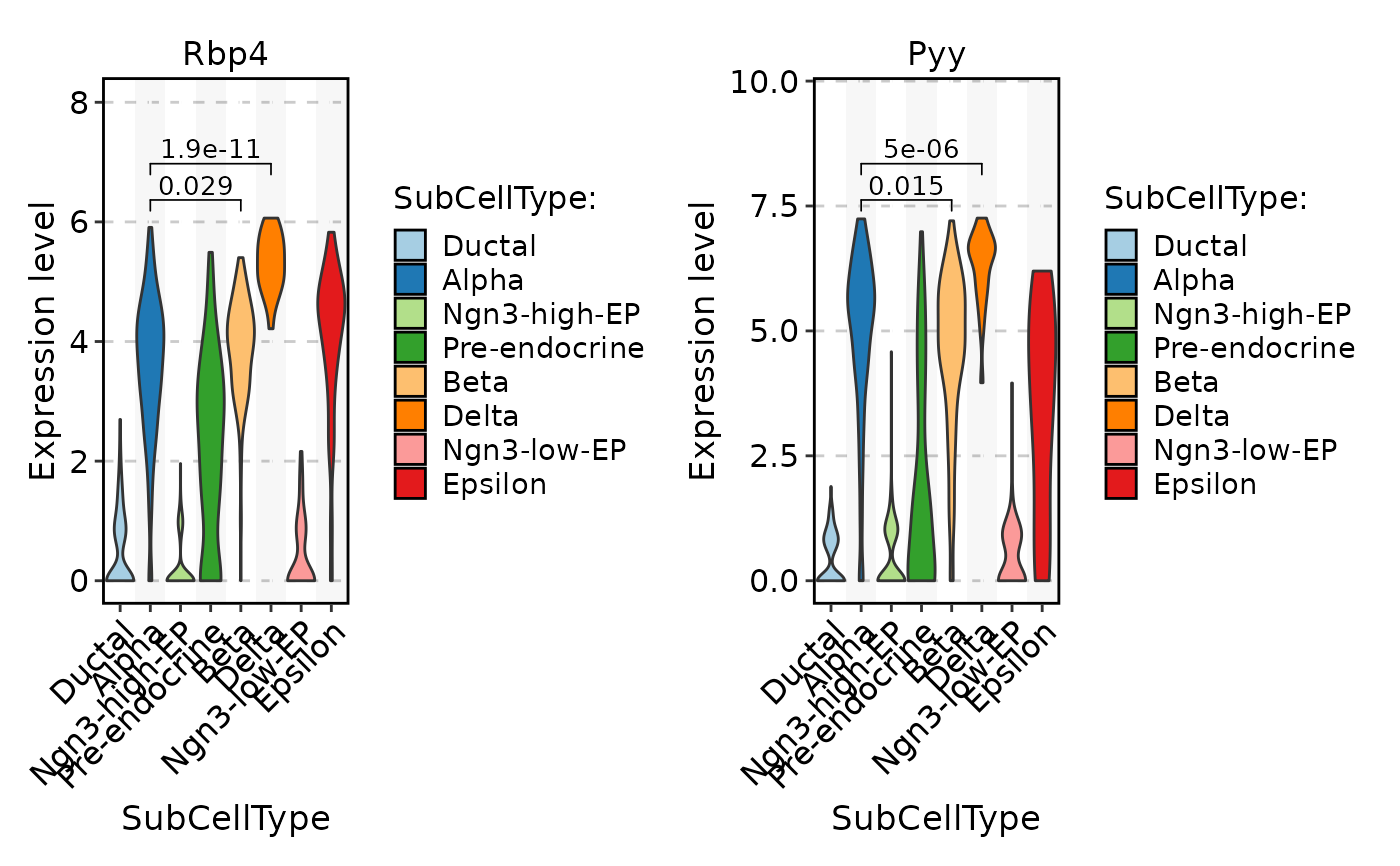 Rbp4
Expression level
8
6
4
2
0
1.9e-11
0.029
Ductal
Alpha
Ngn3-high-EP
Pre-endocrine
Beta
Delta
Ngn3-low-EP
Epsilon
SubCellType
SubCellType:
Ductal
Alpha
Ngn3-high-EP
Pre-endocrine
Beta
Delta
Ngn3-low-EP
Epsilon
Pyy
Expression level
10.0
7.5
5.0
2.5
0.0
5e-06
0.015
Ductal
Alpha
Ngn3-high-EP
Pre-endocrine
Beta
Delta
Ngn3-low-EP
Epsilon
SubCellType
SubCellType:
Ductal
Alpha
Ngn3-high-EP
Pre-endocrine
Beta
Delta
Ngn3-low-EP
Epsilon